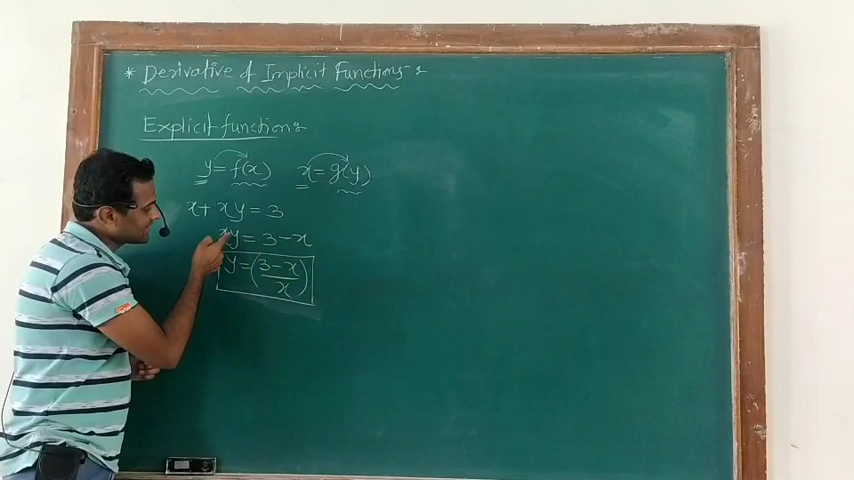 * Derivative of Implicit Functions :
Explicit functions
y = f(x) x = g(y)
x + xy = 3
xy = 3 - x
y = (3 - x / x)